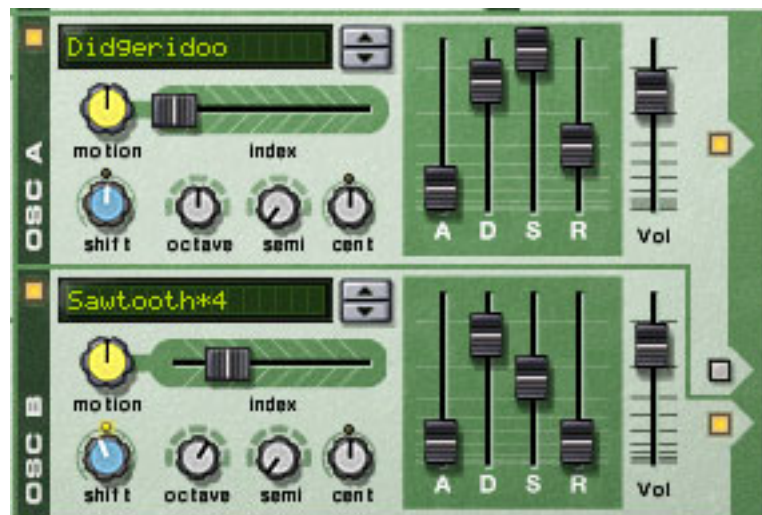 OSC A
Didgeridoo
motion index
shift octave semi cent
A D S R
Vol
OSC B
Sawtooth*4
motion index
shift octave semi cent
A D S R
Vol